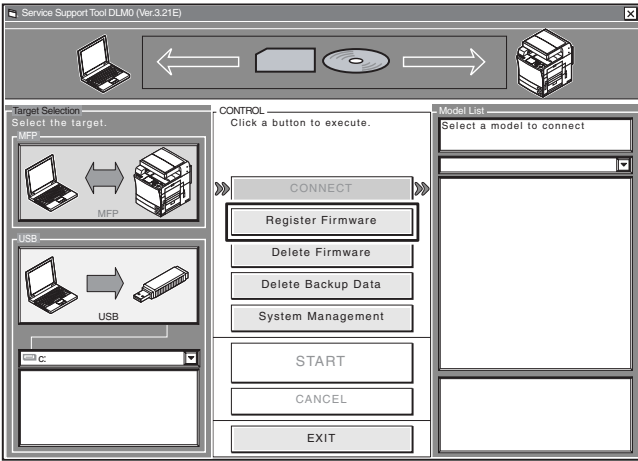 Service Support Tool DLM0 (Ver.3.21E)
Target Selection
Select the target.
MFP
MFP
USB
USB
C:
CONTROL
Click a button to execute.
CONNECT
Register Firmware
Delete Firmware
Delete Backup Data
System Management
START
CANCEL
EXIT
Model List
Select a model to connect